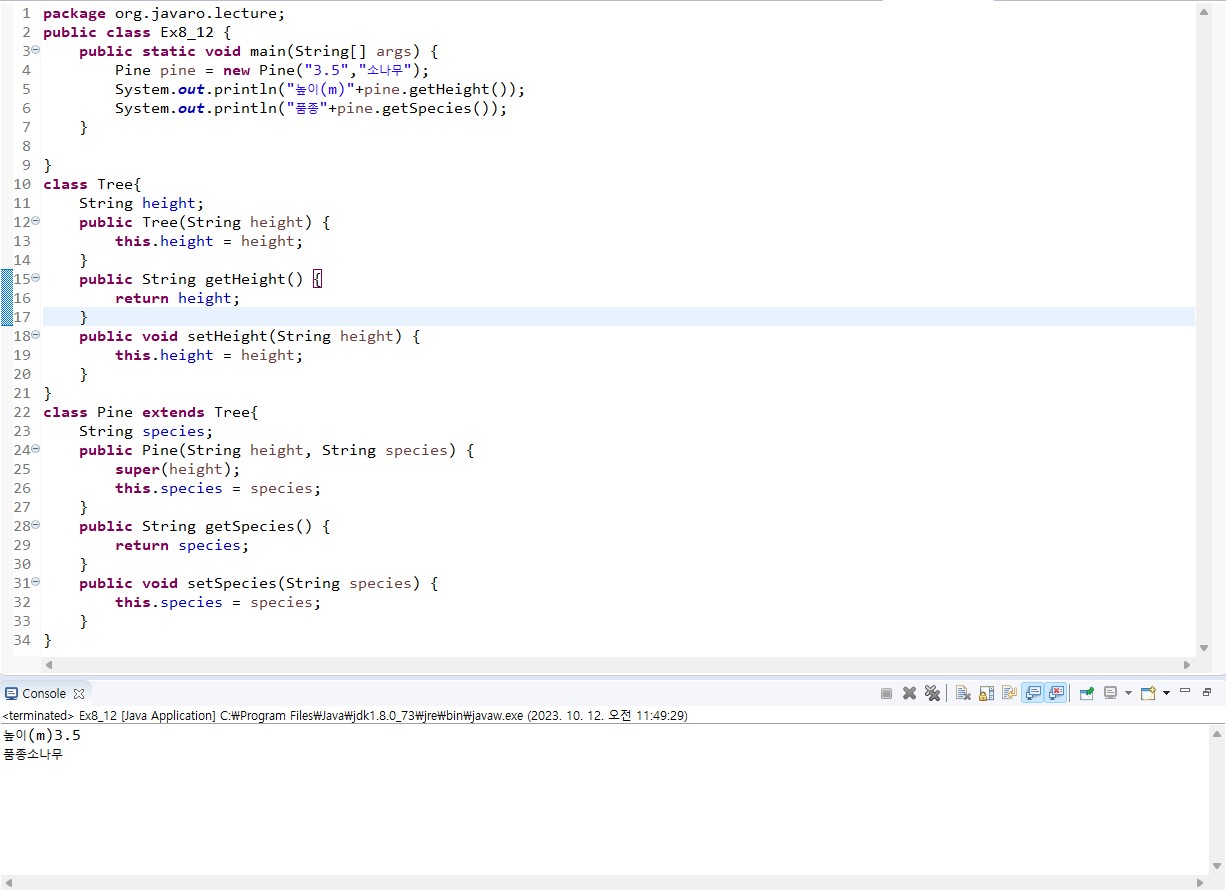 1 package org.javaro.lecture;
2 public class Ex8_12 {
3 public static void main(String[] args) {
4 Pine pine = new Pine("3.5","소나무");
5 System.out.println("높이(m)"+pine.getHeight());
6 System.out.println("품종"+pine.getSpecies());
7 }
8
9 }
10 class Tree{
11 String height;
12 public Tree(String height) {
13 this.height = height;
14 }
15 public String getHeight() {
16 return height;
17 }
18 public void setHeight(String height) {
19 this.height = height;
20 }
21 }
22 class Pine extends Tree{
23 String species;
24 public Pine(String height, String species) {
25 super(height);
26 this.species = species;
27 }
28 public String getSpecies() {
29 return species;
30 }
31 public void setSpecies(String species) {
32 this.species = species;
33 }
34 }
Console
<terminated> Ex8_12 [Java Application] C:₩Program Files₩Java₩jdk1.8.0_73₩jre₩bin₩javaw.exe (2023. 10. 12. 오전 11:49:29)
높이(m)3.5
품종소나무